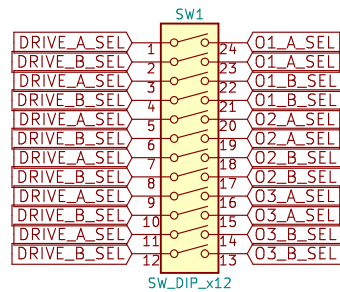 SW1
DRIVE_A_SEL 1 24 O1_A_SEL
DRIVE_B_SEL 2 23 O1_A_SEL
DRIVE_A_SEL 3 22 O1_B_SEL
DRIVE_B_SEL 4 21 O1_B_SEL
DRIVE_A_SEL 5 20 O2_A_SEL
DRIVE_B_SEL 6 19 O2_A_SEL
DRIVE_A_SEL 7 18 O2_B_SEL
DRIVE_B_SEL 8 17 O2_B_SEL
DRIVE_A_SEL 9 16 O3_A_SEL
DRIVE_B_SEL 10 15 O3_A_SEL
DRIVE_A_SEL 11 14 O3_B_SEL
DRIVE_B_SEL 12 13 O3_B_SEL
SW_DIP_x12